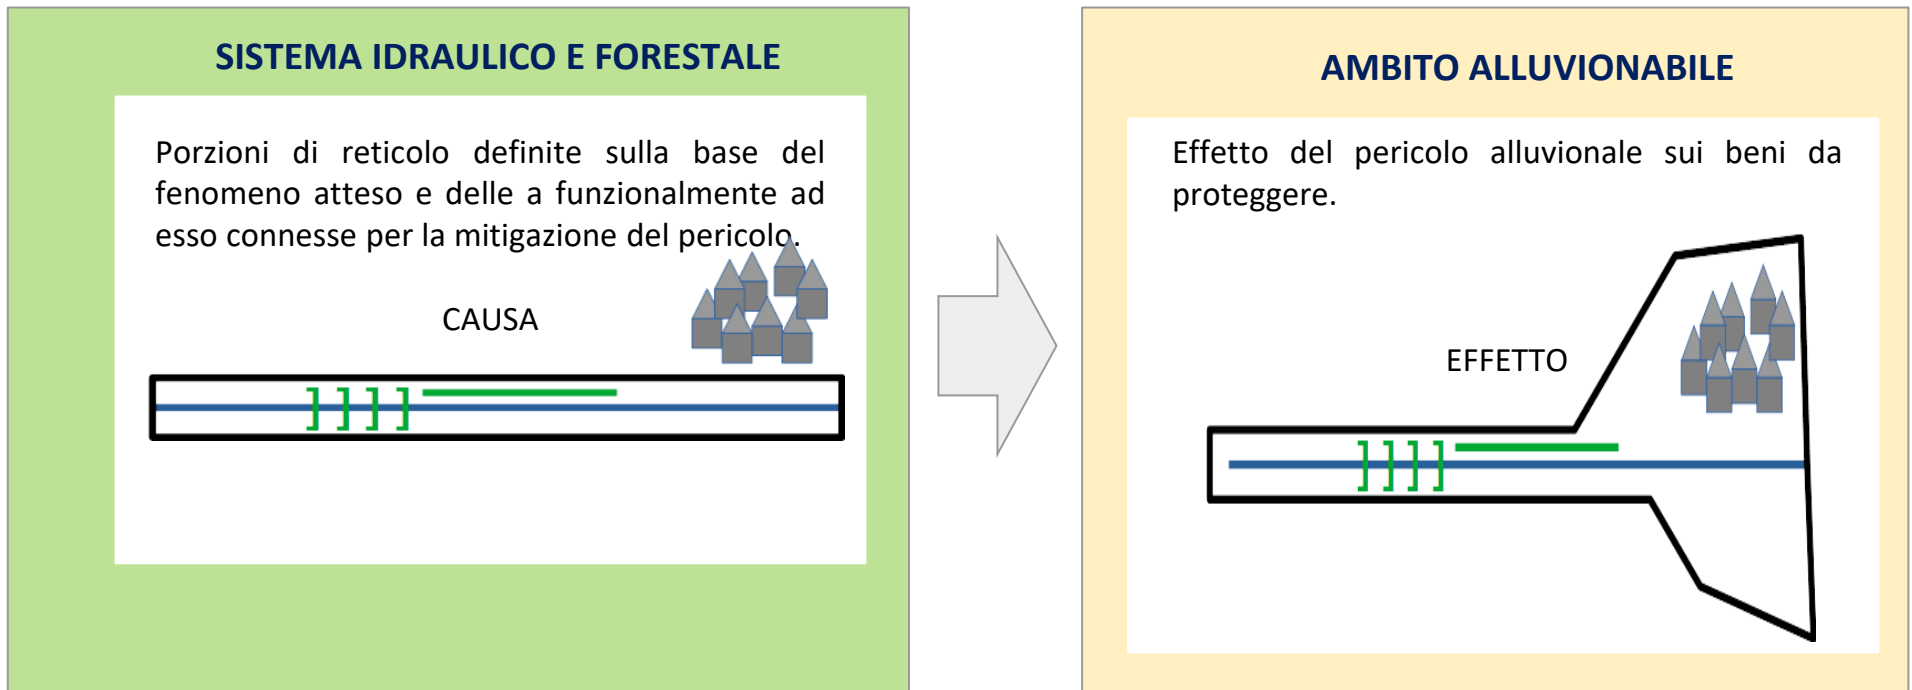 SISTEMA IDRAULICO E FORESTALE
Porzioni di reticolo definite sulla base del
fenomeno atteso e delle a funzionalmente ad
esso connesse per la mitigazione del pericolo.
CAUSA
AMBITO ALLUVIONABILE
Effetto del pericolo alluvionale sui beni da
proteggere.
EFFETTO